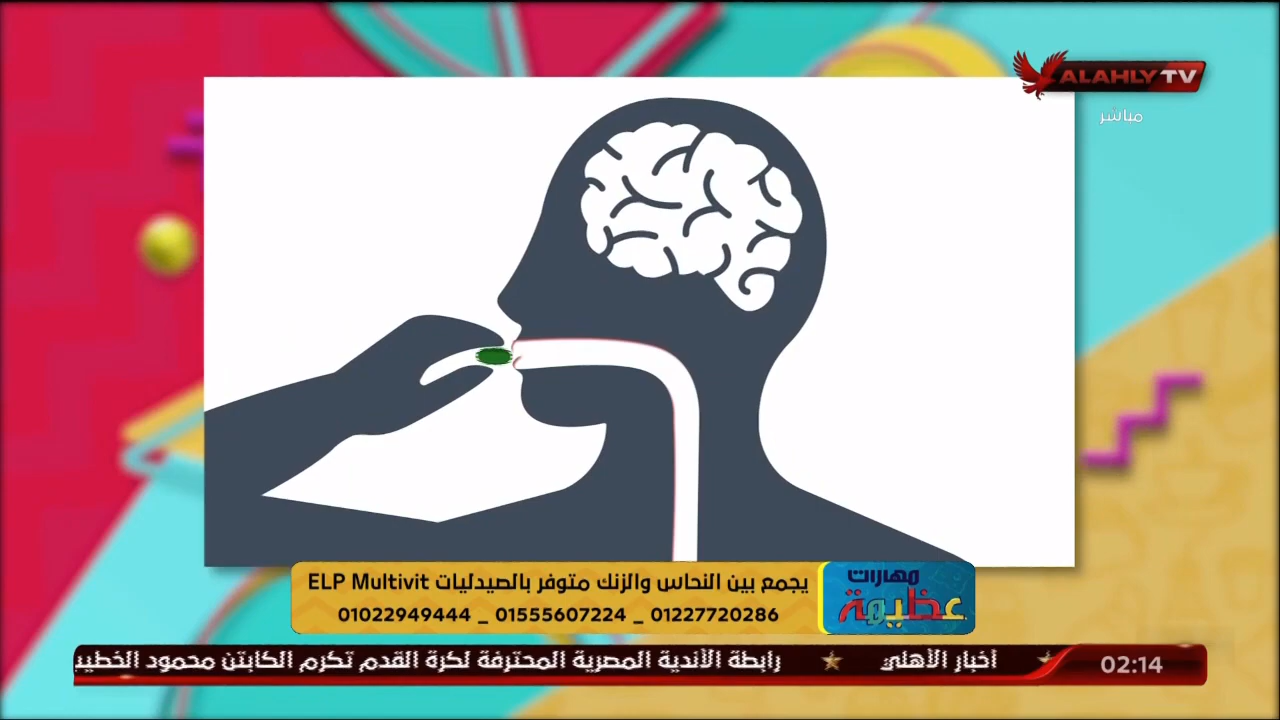 ALAHLY TV
مباشر
يجمع بين النحاس والزنك متوفر بالصيدليات ELP Multivit
01022949444 _ 01555607224 _ 01227720286
مهارات
عظيمة
02:14
أخبار الأهلي ★ رابطة الأندية المصرية المحترفة لكرة القدم تكرم الكابتن محمود الخطيب